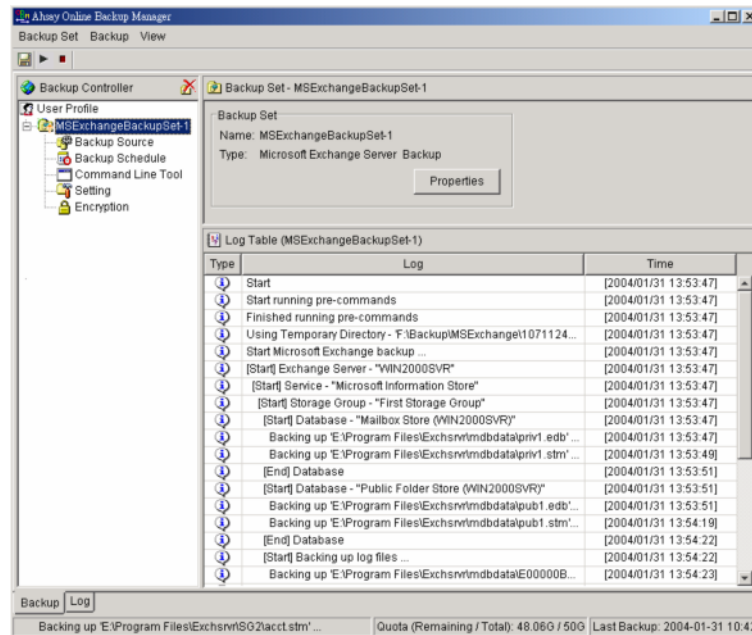 Ahsay Online Backup Manager
Backup Set Backup View
Backup Controller
User Profile
MSExchangeBackupSet-1
Backup Source
Backup Schedule
Command Line Tool
Setting
Encryption
Backup Set - MSExchangeBackupSet-1
Backup Set
Name: MSExchangeBackupSet-1
Type: Microsoft Exchange Server Backup
Properties
Log Table (MSExchangeBackupSet-1)
Type Log Time
Start [2004/01/31 13:53:47]
Start running pre-commands [2004/01/31 13:53:47]
Finished running pre-commands [2004/01/31 13:53:47]
Using Temporary Directory - 'F:\Backup\MSExchange\1071124... [2004/01/31 13:53:47]
Start Microsoft Exchange backup ... [2004/01/31 13:53:47]
[Start] Exchange Server - "WIN2000SVR" [2004/01/31 13:53:47]
[Start] Service - "Microsoft Information Store" [2004/01/31 13:53:47]
[Start] Storage Group - "First Storage Group" [2004/01/31 13:53:47]
[Start] Database - "Mailbox Store (WIN2000SVR)" [2004/01/31 13:53:47]
Backing up 'E:\Program Files\Exchsrvr\mdbdata\priv1.edb' ... [2004/01/31 13:53:47]
Backing up 'E:\Program Files\Exchsrvr\mdbdata\priv1.stm' ... [2004/01/31 13:53:49]
[End] Database [2004/01/31 13:53:51]
[Start] Database - "Public Folder Store (WIN2000SVR)" [2004/01/31 13:53:51]
Backing up 'E:\Program Files\Exchsrvr\mdbdata\pub1.edb' ... [2004/01/31 13:53:51]
Backing up 'E:\Program Files\Exchsrvr\mdbdata\pub1.stm' ... [2004/01/31 13:54:19]
[End] Database [2004/01/31 13:54:22]
[Start] Backing up log files ... [2004/01/31 13:54:22]
Backing up 'E:\Program Files\Exchsrvr\mdbdata\E00000B... [2004/01/31 13:54:23]
Backup Log
Backing up 'E:\Program Files\Exchsrvr\SG2\acct.stm' ... Quota (Remaining / Total): 48.06G / 50G Last Backup: 2004-01-31 10:4